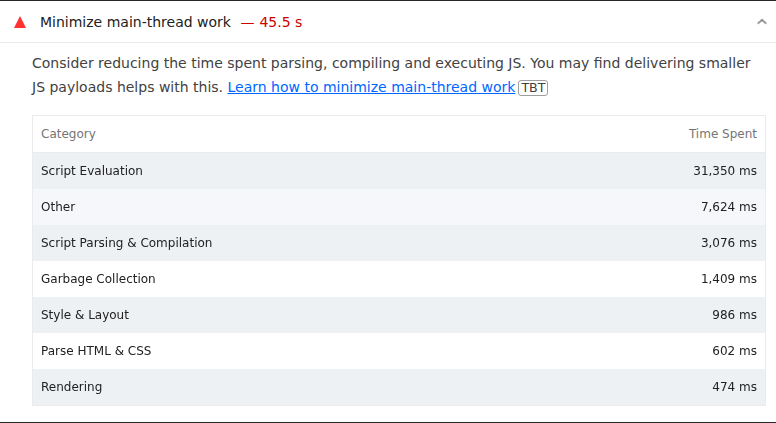 Minimize main-thread work — 45.5 s
Consider reducing the time spent parsing, compiling and executing JS. You may find delivering smaller
JS payloads helps with this. Learn how to minimize main-thread work TBT
Category Time Spent
Script Evaluation 31,350 ms
Other 7,624 ms
Script Parsing & Compilation 3,076 ms
Garbage Collection 1,409 ms
Style & Layout 986 ms
Parse HTML & CSS 602 ms
Rendering 474 ms